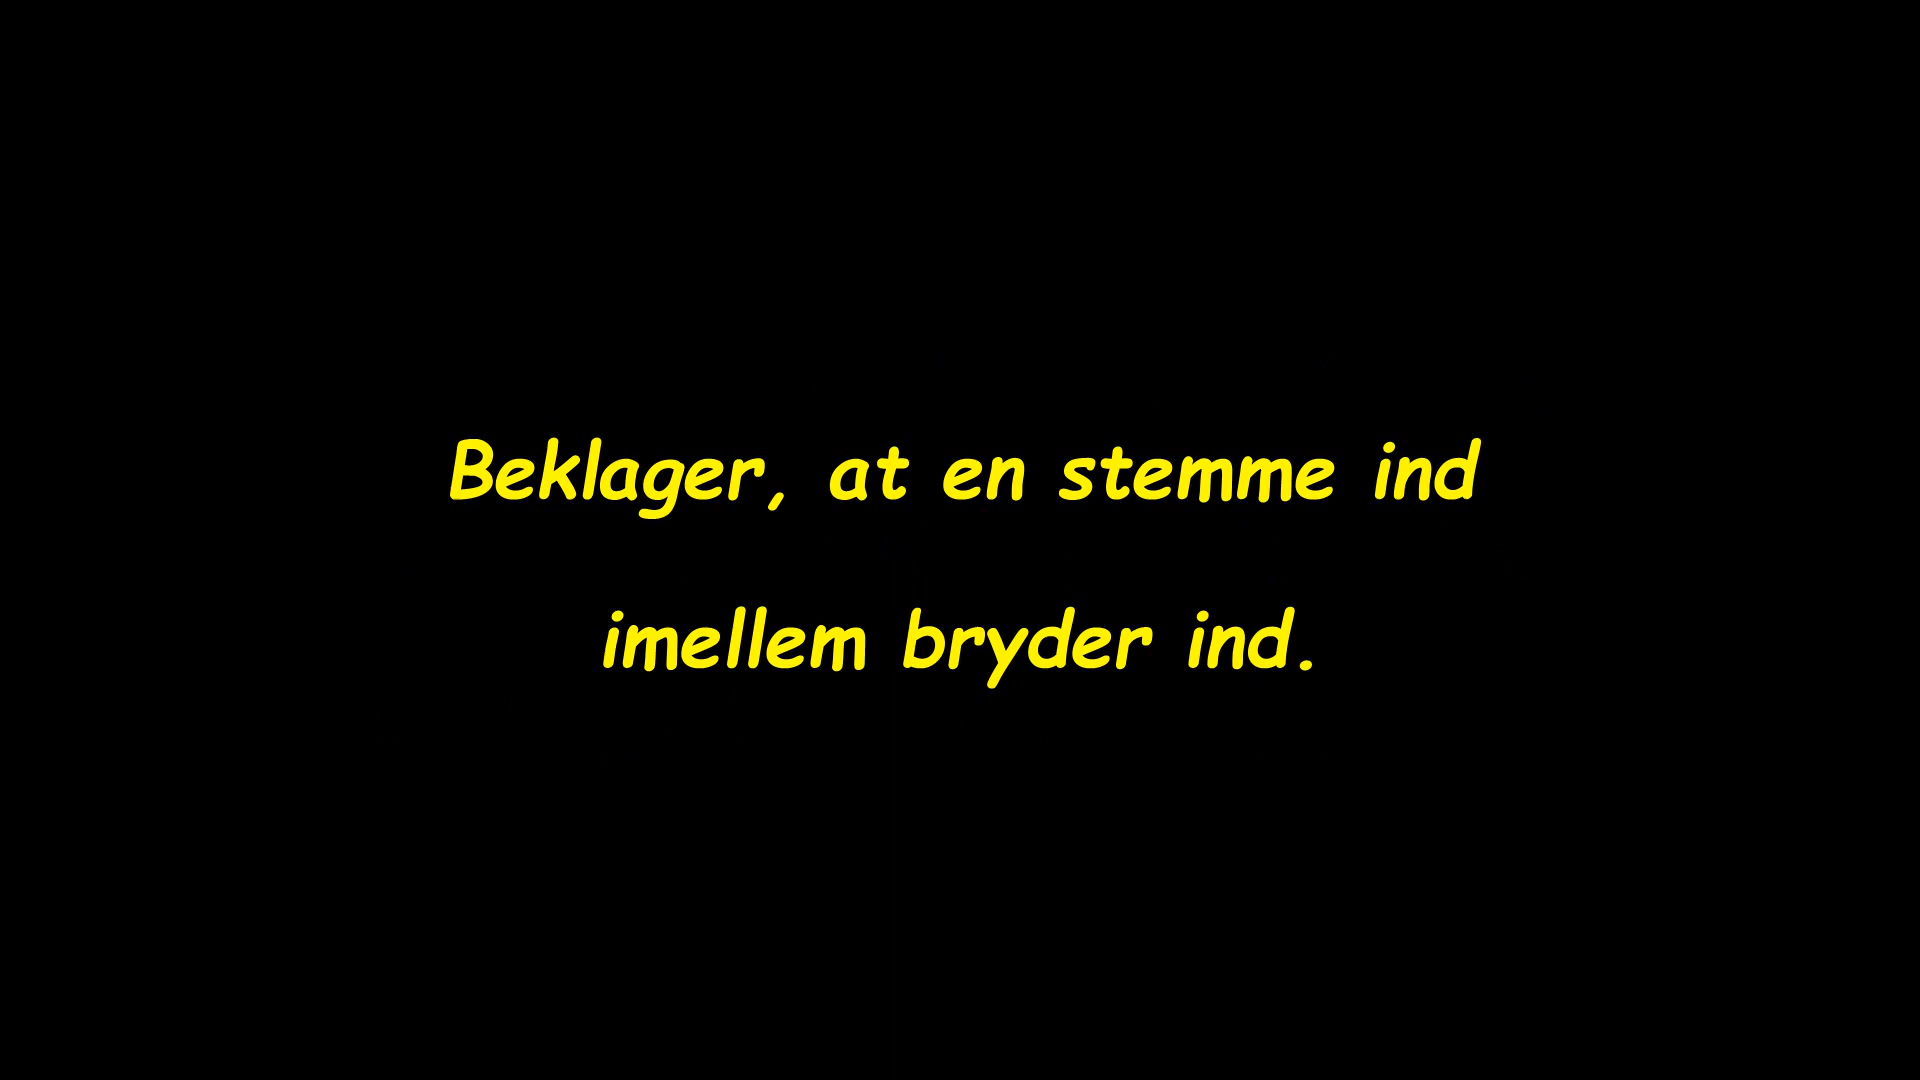 Beklager, at en stemme ind
imellem bryder ind.